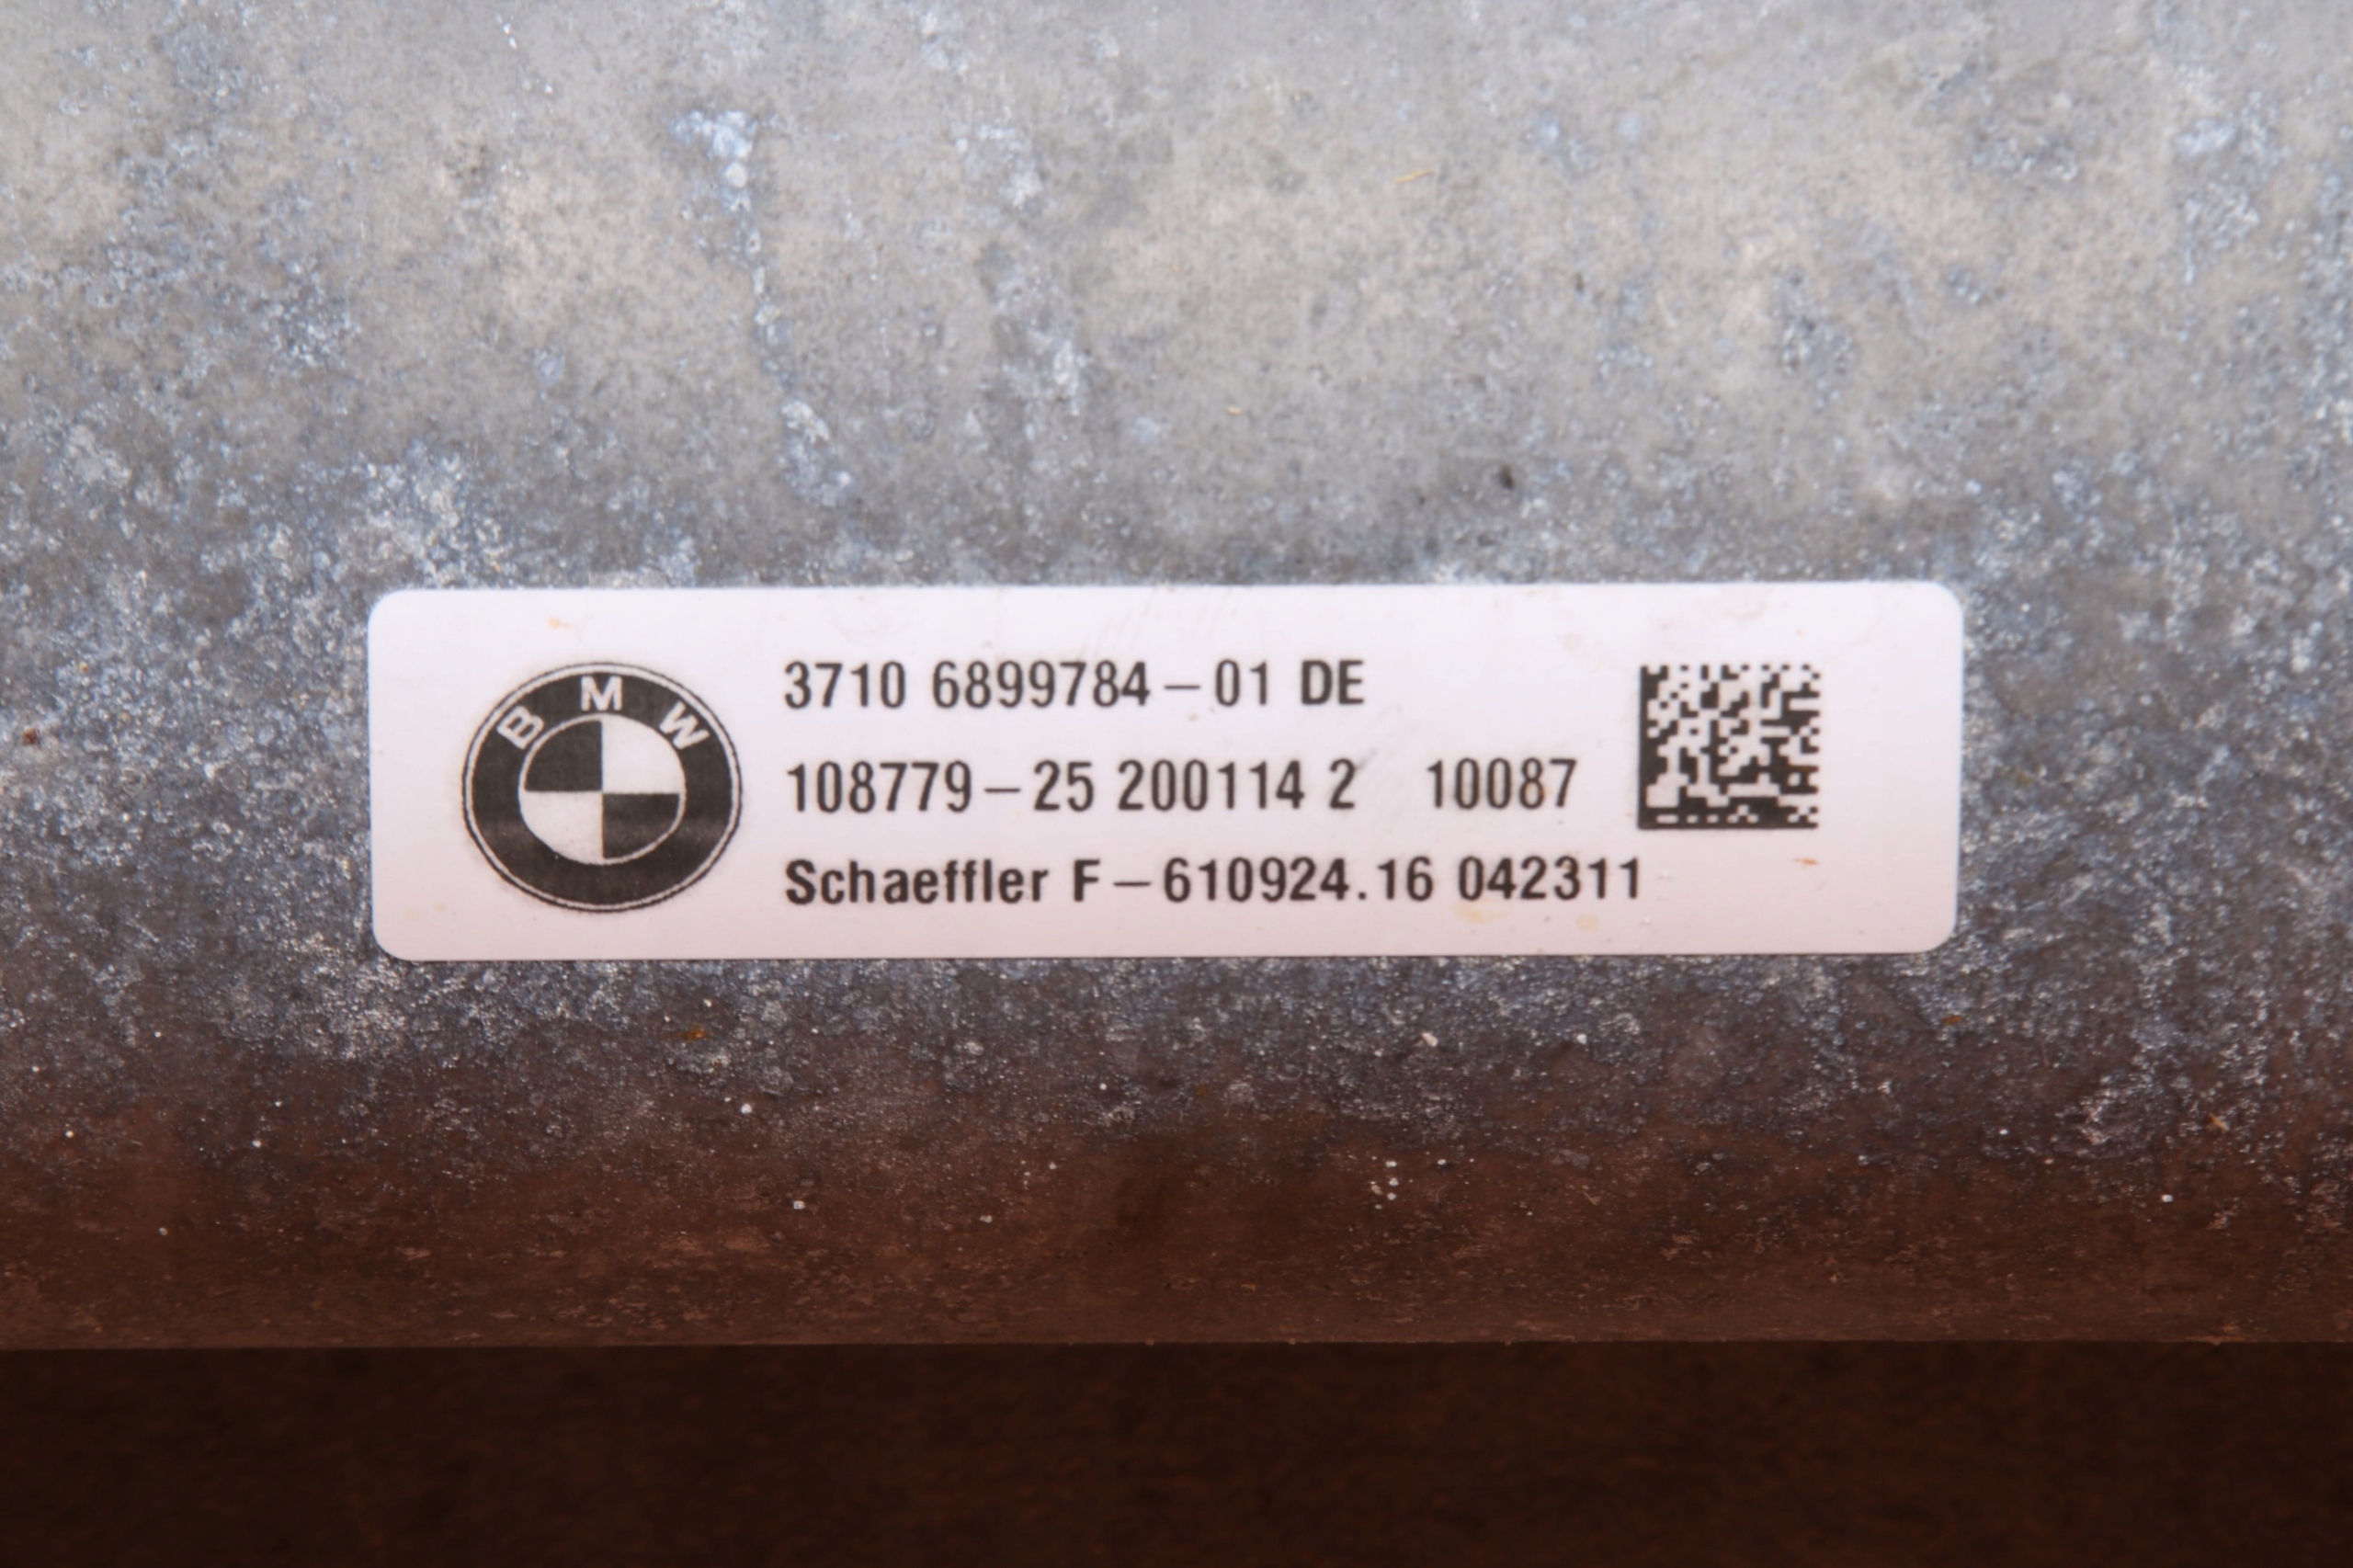 BMW
3710 6899784-01 DE
108779-25 200114 2 10087
Schaeffler F-610924.16 042311